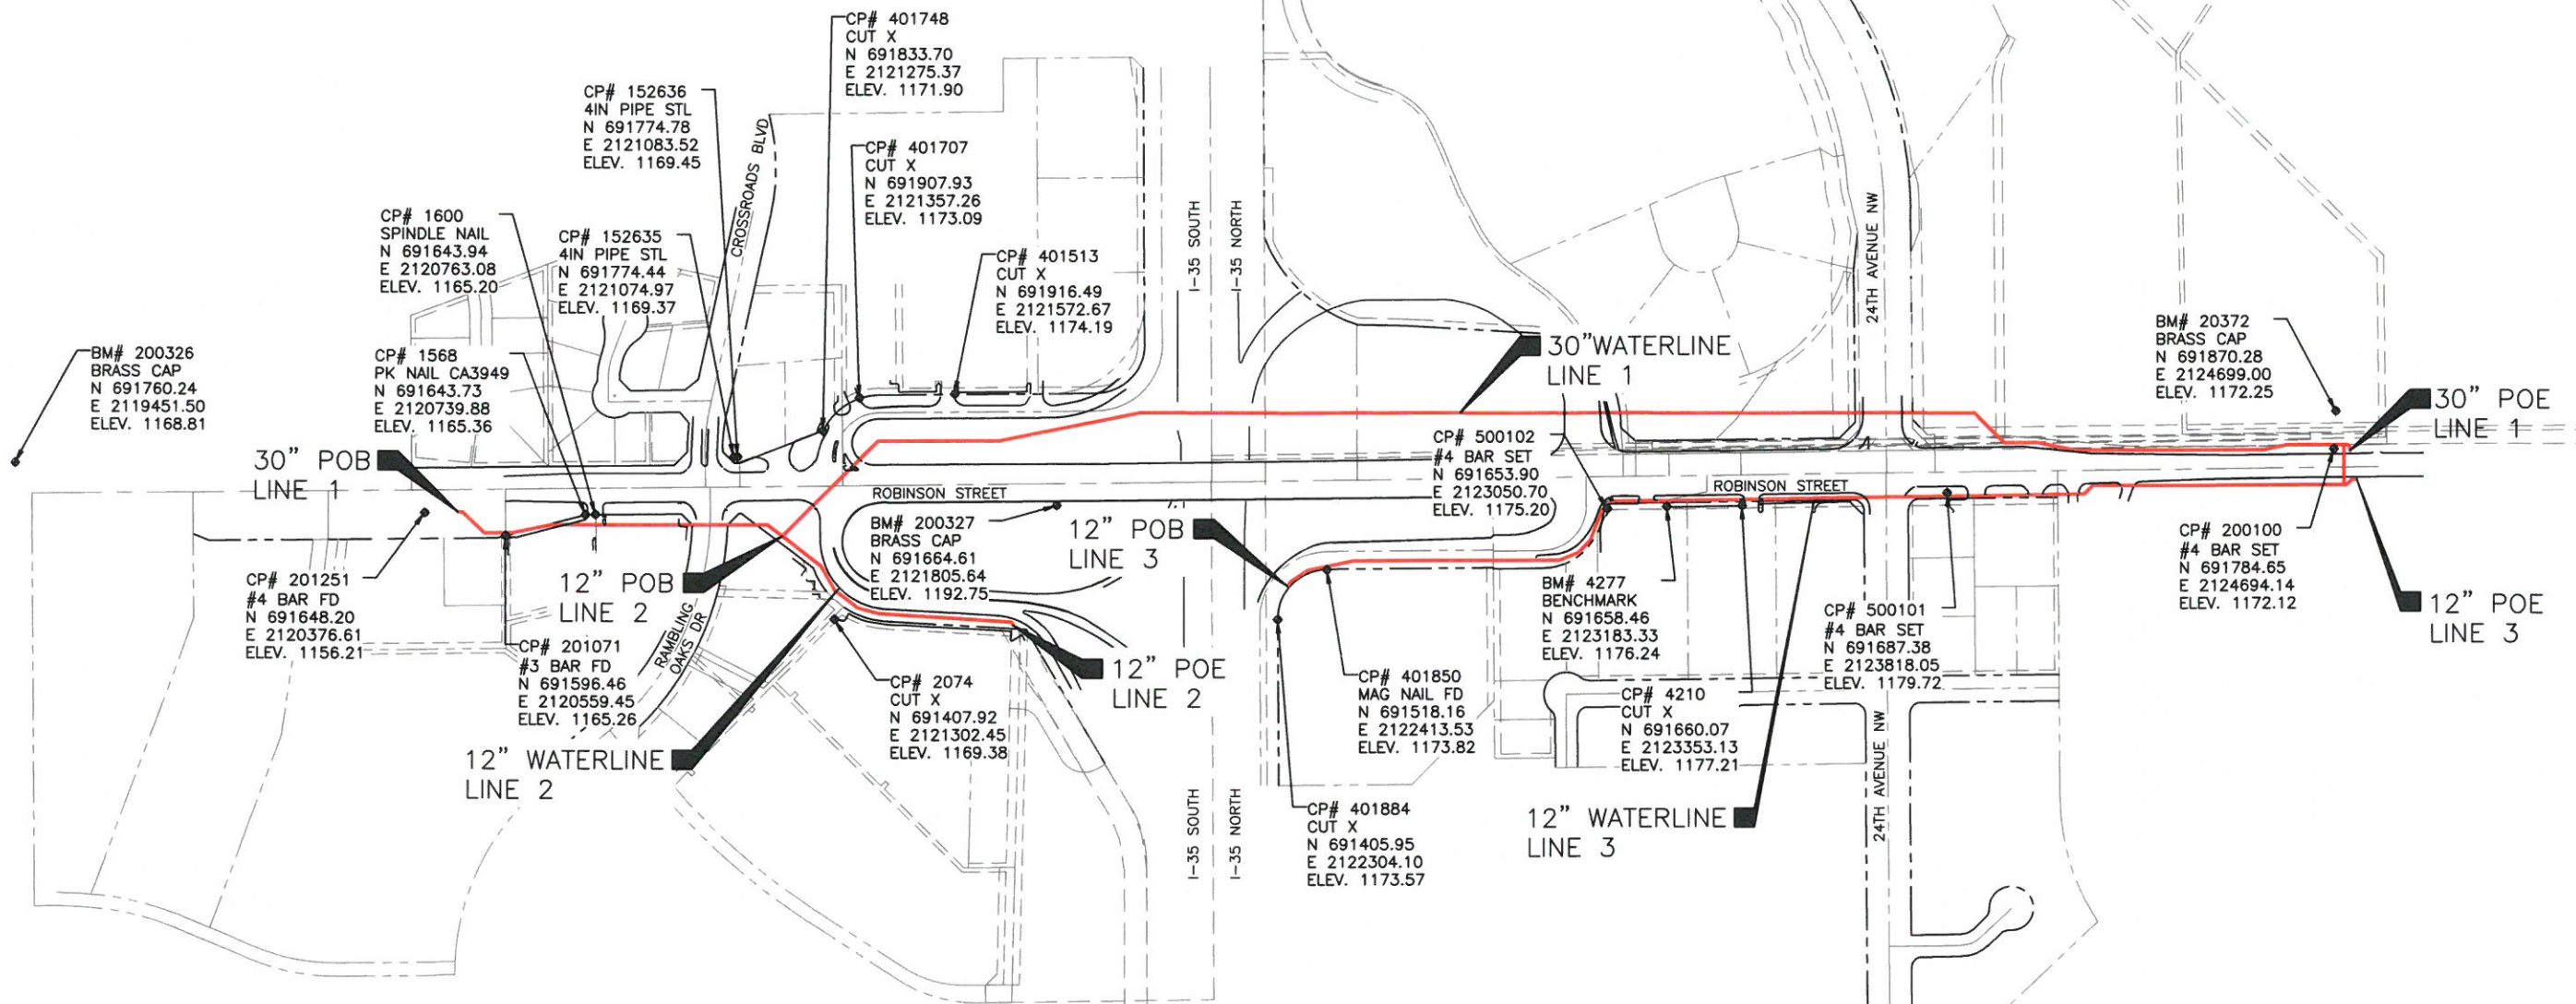 CP# 401748
CUT X
N 691833.70
E 2121275.37
ELEV. 1171.90
CP# 152636
4IN PIPE STL
N 691774.78
E 2121083.52
ELEV. 1169.45
CROSSROADS BLVD
CP# 401707
CUT X
N 691907.93
E 2121357.26
ELEV. 1173.09
CP# 1600
SPINDLE NAIL
N 691643.94
E 2120763.08
ELEV. 1165.20
CP# 152635
4IN PIPE STL
N 691774.44
E 2121074.97
ELEV. 1169.37
CP# 401513
CUT X
N 691916.49
E 2121572.67
ELEV. 1174.19
I-35 SOUTH
I-35 NORTH
24TH AVENUE NW
BM# 200326
BRASS CAP
N 691760.24
E 2119451.50
ELEV. 1168.81
CP# 1568
PK NAIL CA3949
N 691643.73
E 2120739.88
ELEV. 1165.36
30"WATERLINE
LINE 1
BM# 20372
BRASS CAP
N 691870.28
E 2124699.00
ELEV. 1172.25
30" POE
LINE 1
30" POB
LINE 1
CP# 500102
#4 BAR SET
N 691653.90
E 2123050.70
ELEV. 1175.20
ROBINSON STREET
ROBINSON STREET
BM# 200327
BRASS CAP
N 691664.61
E 2121805.64
ELEV. 1192.75
12" POB
LINE 3
CP# 200100
#4 BAR SET
N 691784.65
E 2124694.14
ELEV. 1172.12
CP# 201251
#4 BAR FD
N 691648.20
E 2120376.61
ELEV. 1156.21
12" POB
LINE 2
BM# 4277
BENCHMARK
N 691658.46
E 2123183.33
ELEV. 1176.24
CP# 500101
#4 BAR SET
N 691687.38
E 2123818.05
ELEV. 1179.72
12" POE
LINE 3
CP# 201071
#3 BAR FD
N 691596.46
E 2120559.45
ELEV. 1165.26
RAMBLING
OAKS DR
12" POE
LINE 2
CP# 2074
CUT X
N 691407.92
E 2121302.45
ELEV. 1169.38
CP# 401850
MAG NAIL FD
N 691518.16
E 2122413.53
ELEV. 1173.82
CP# 4210
CUT X
N 691660.07
E 2123353.13
ELEV. 1177.21
12" WATERLINE
LINE 2
I-35 SOUTH
I-35 NORTH
CP# 401884
CUT X
N 691405.95
E 2122304.10
ELEV. 1173.57
12" WATERLINE
LINE 3
24TH AVENUE NW